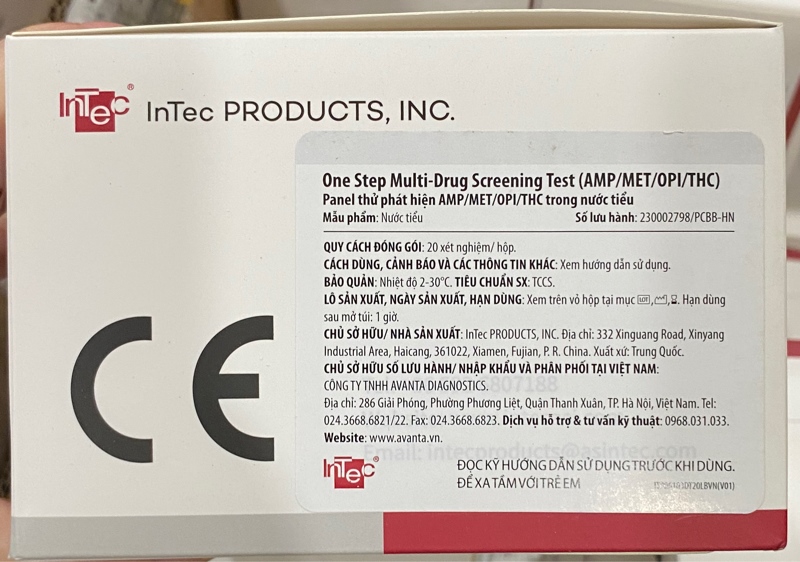 InTec® InTec PRODUCTS, INC.
One Step Multi-Drug Screening Test (AMP/MET/OPI/THC)
Panel thử phát hiện AMP/MET/OPI/THC trong nước tiểu
Mẫu phẩm: Nước tiểu Số lưu hành: 230002798/PCBB-HN
QUY CÁCH ĐÓNG GÓI: 20 xét nghiệm/ hộp.
CÁCH DÙNG, CẢNH BÁO VÀ CÁC THÔNG TIN KHÁC: Xem hướng dẫn sử dụng.
BẢO QUẢN: Nhiệt độ 2-30°C. TIÊU CHUẨN SX: TCCS.
LÔ SẢN XUẤT, NGÀY SẢN XUẤT, HẠN DÙNG: Xem trên vỏ hộp tại mục LOT, , . Hạn dùng
sau mở túi: 1 giờ.
CHỦ SỞ HỮU/ NHÀ SẢN XUẤT: InTec PRODUCTS, INC. Địa chỉ: 332 Xinguang Road, Xinyang
Industrial Area, Haicang, 361022, Xiamen, Fujian, P. R. China. Xuất xứ: Trung Quốc.
CHỦ SỞ HỮU SỐ LƯU HÀNH/ NHẬP KHẨU VÀ PHÂN PHỐI TẠI VIỆT NAM:
CÔNG TY TNHH AVANTA DIAGNOSTICS.
6807188
Địa chỉ: 286 Giải Phóng, Phường Phương Liệt, Quận Thanh Xuân, TP. Hà Nội, Việt Nam. Tel:
024.3668.6821/22. Fax: 024.3668.6823. Dịch vụ hỗ trợ & tư vấn kỹ thuật: 0968.031.033.
Website: www.avanta.vn.
Email: intecproducts@asintec.com
InTec® ĐỌC KỸ HƯỚNG DẪN SỬ DỤNG TRƯỚC KHI DÙNG.
ĐỂ XA TẦM VỚI TRẺ EM
CE